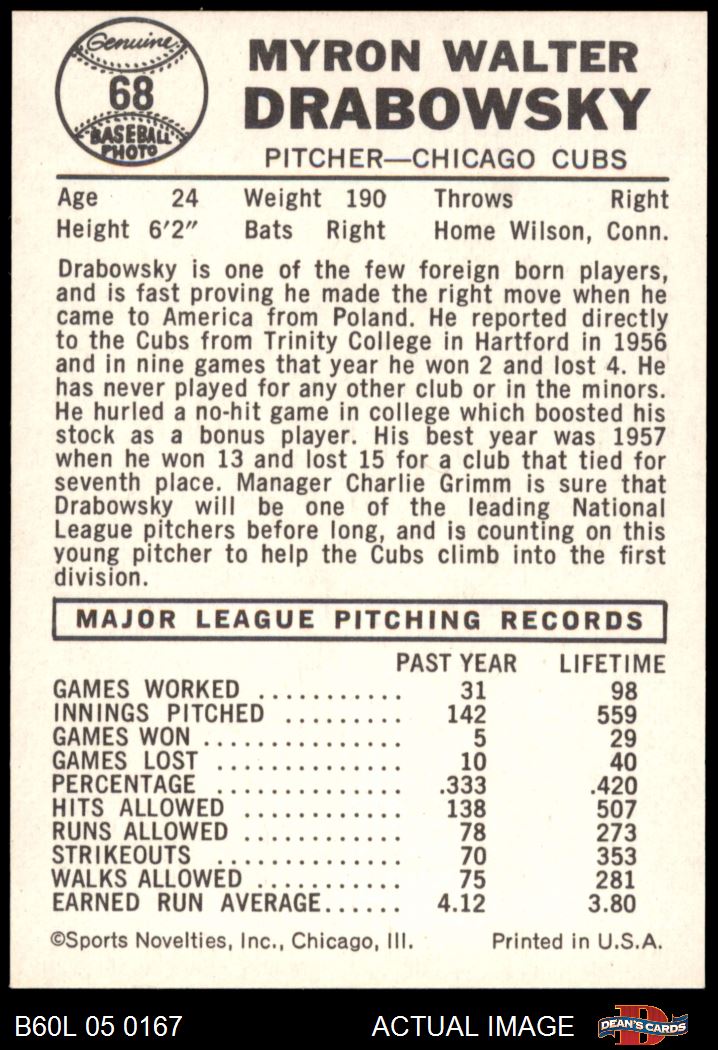 Genuine
68
BASEBALL
PHOTO
MYRON WALTER
DRABOWSKY
PITCHER—CHICAGO CUBS
Age 24 Weight 190 Throws Right
Height 6'2" Bats Right Home Wilson, Conn.
Drabowsky is one of the few foreign born players,
and is fast proving he made the right move when he
came to America from Poland. He reported directly
to the Cubs from Trinity College in Hartford in 1956
and in nine games that year he won 2 and lost 4. He
has never played for any other club or in the minors.
He hurled a no-hit game in college which boosted his
stock as a bonus player. His best year was 1957
when he won 13 and lost 15 for a club that tied for
seventh place. Manager Charlie Grimm is sure that
Drabowsky will be one of the leading National
League pitchers before long, and is counting on this
young pitcher to help the Cubs climb into the first
division.
MAJOR LEAGUE PITCHING RECORDS
PAST YEAR LIFETIME
GAMES WORKED ........... 31 98
INNINGS PITCHED ......... 142 559
GAMES WON ............... 5 29
GAMES LOST .............. 10 40
PERCENTAGE .............. .333 .420
HITS ALLOWED ............ 138 507
RUNS ALLOWED ............ 78 273
STRIKEOUTS .............. 70 353
WALKS ALLOWED ........... 75 281
EARNED RUN AVERAGE...... 4.12 3.80
©Sports Novelties, Inc., Chicago, Ill. Printed in U.S.A.
B60L 05 0167 ACTUAL IMAGE D DEAN'S CARDS